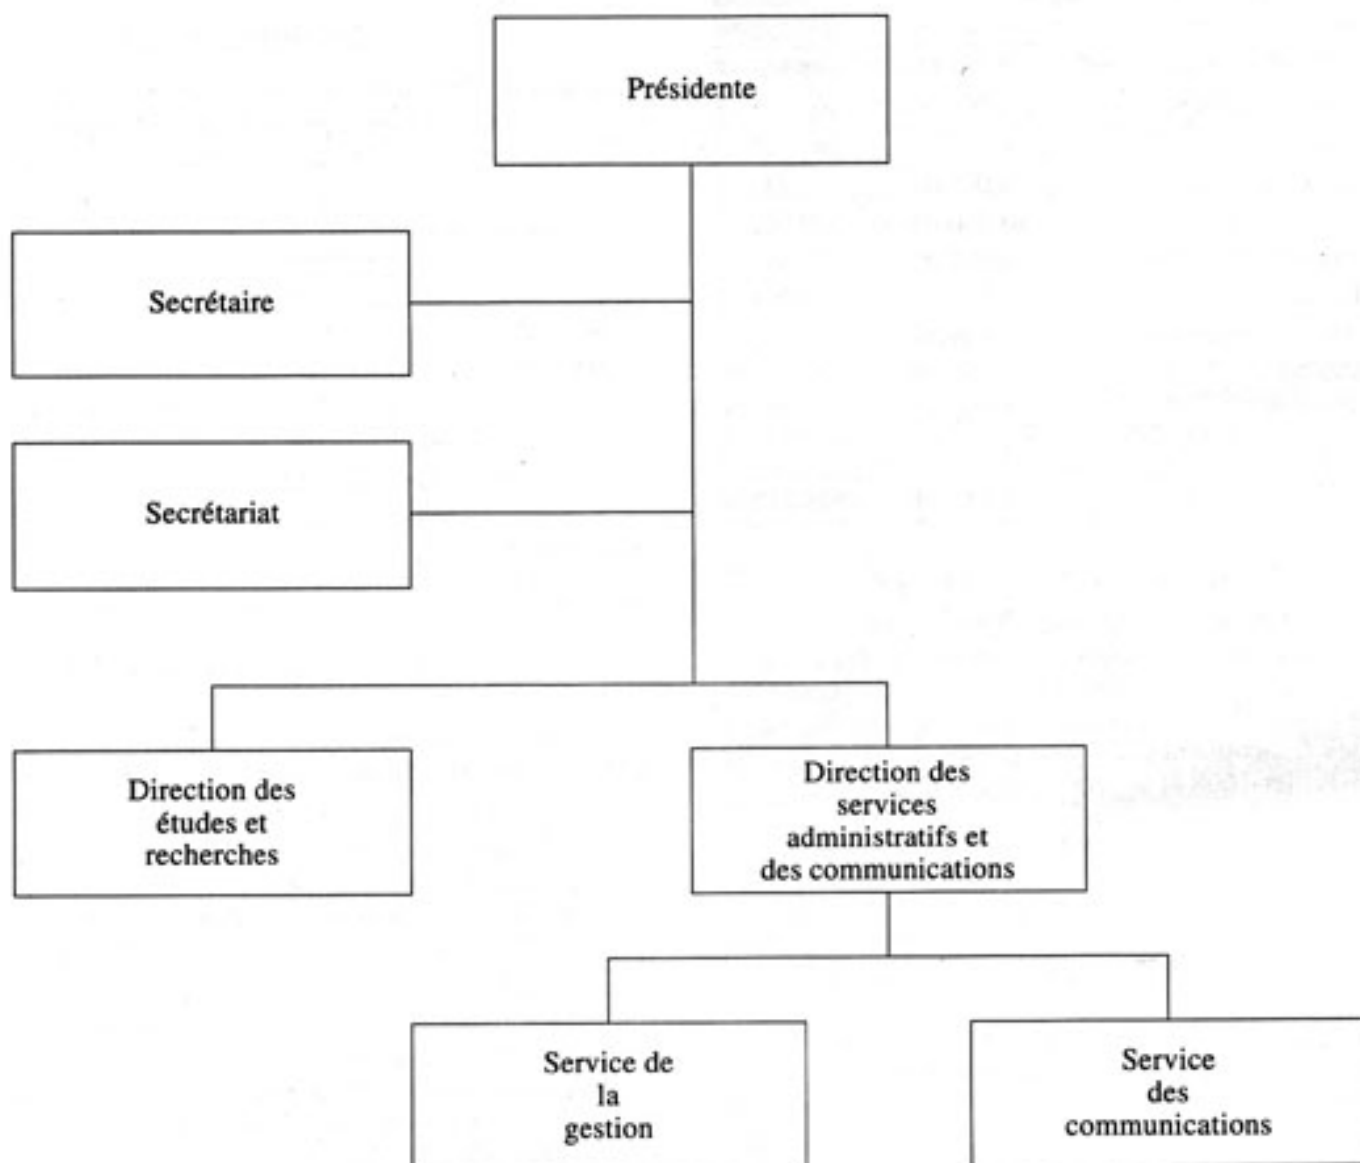 Présidente
Secrétaire
Secrétariat
Direction des
études et
recherches
Direction des
services
administratifs et
des communications
Service de
la
gestion
Service
des
communications